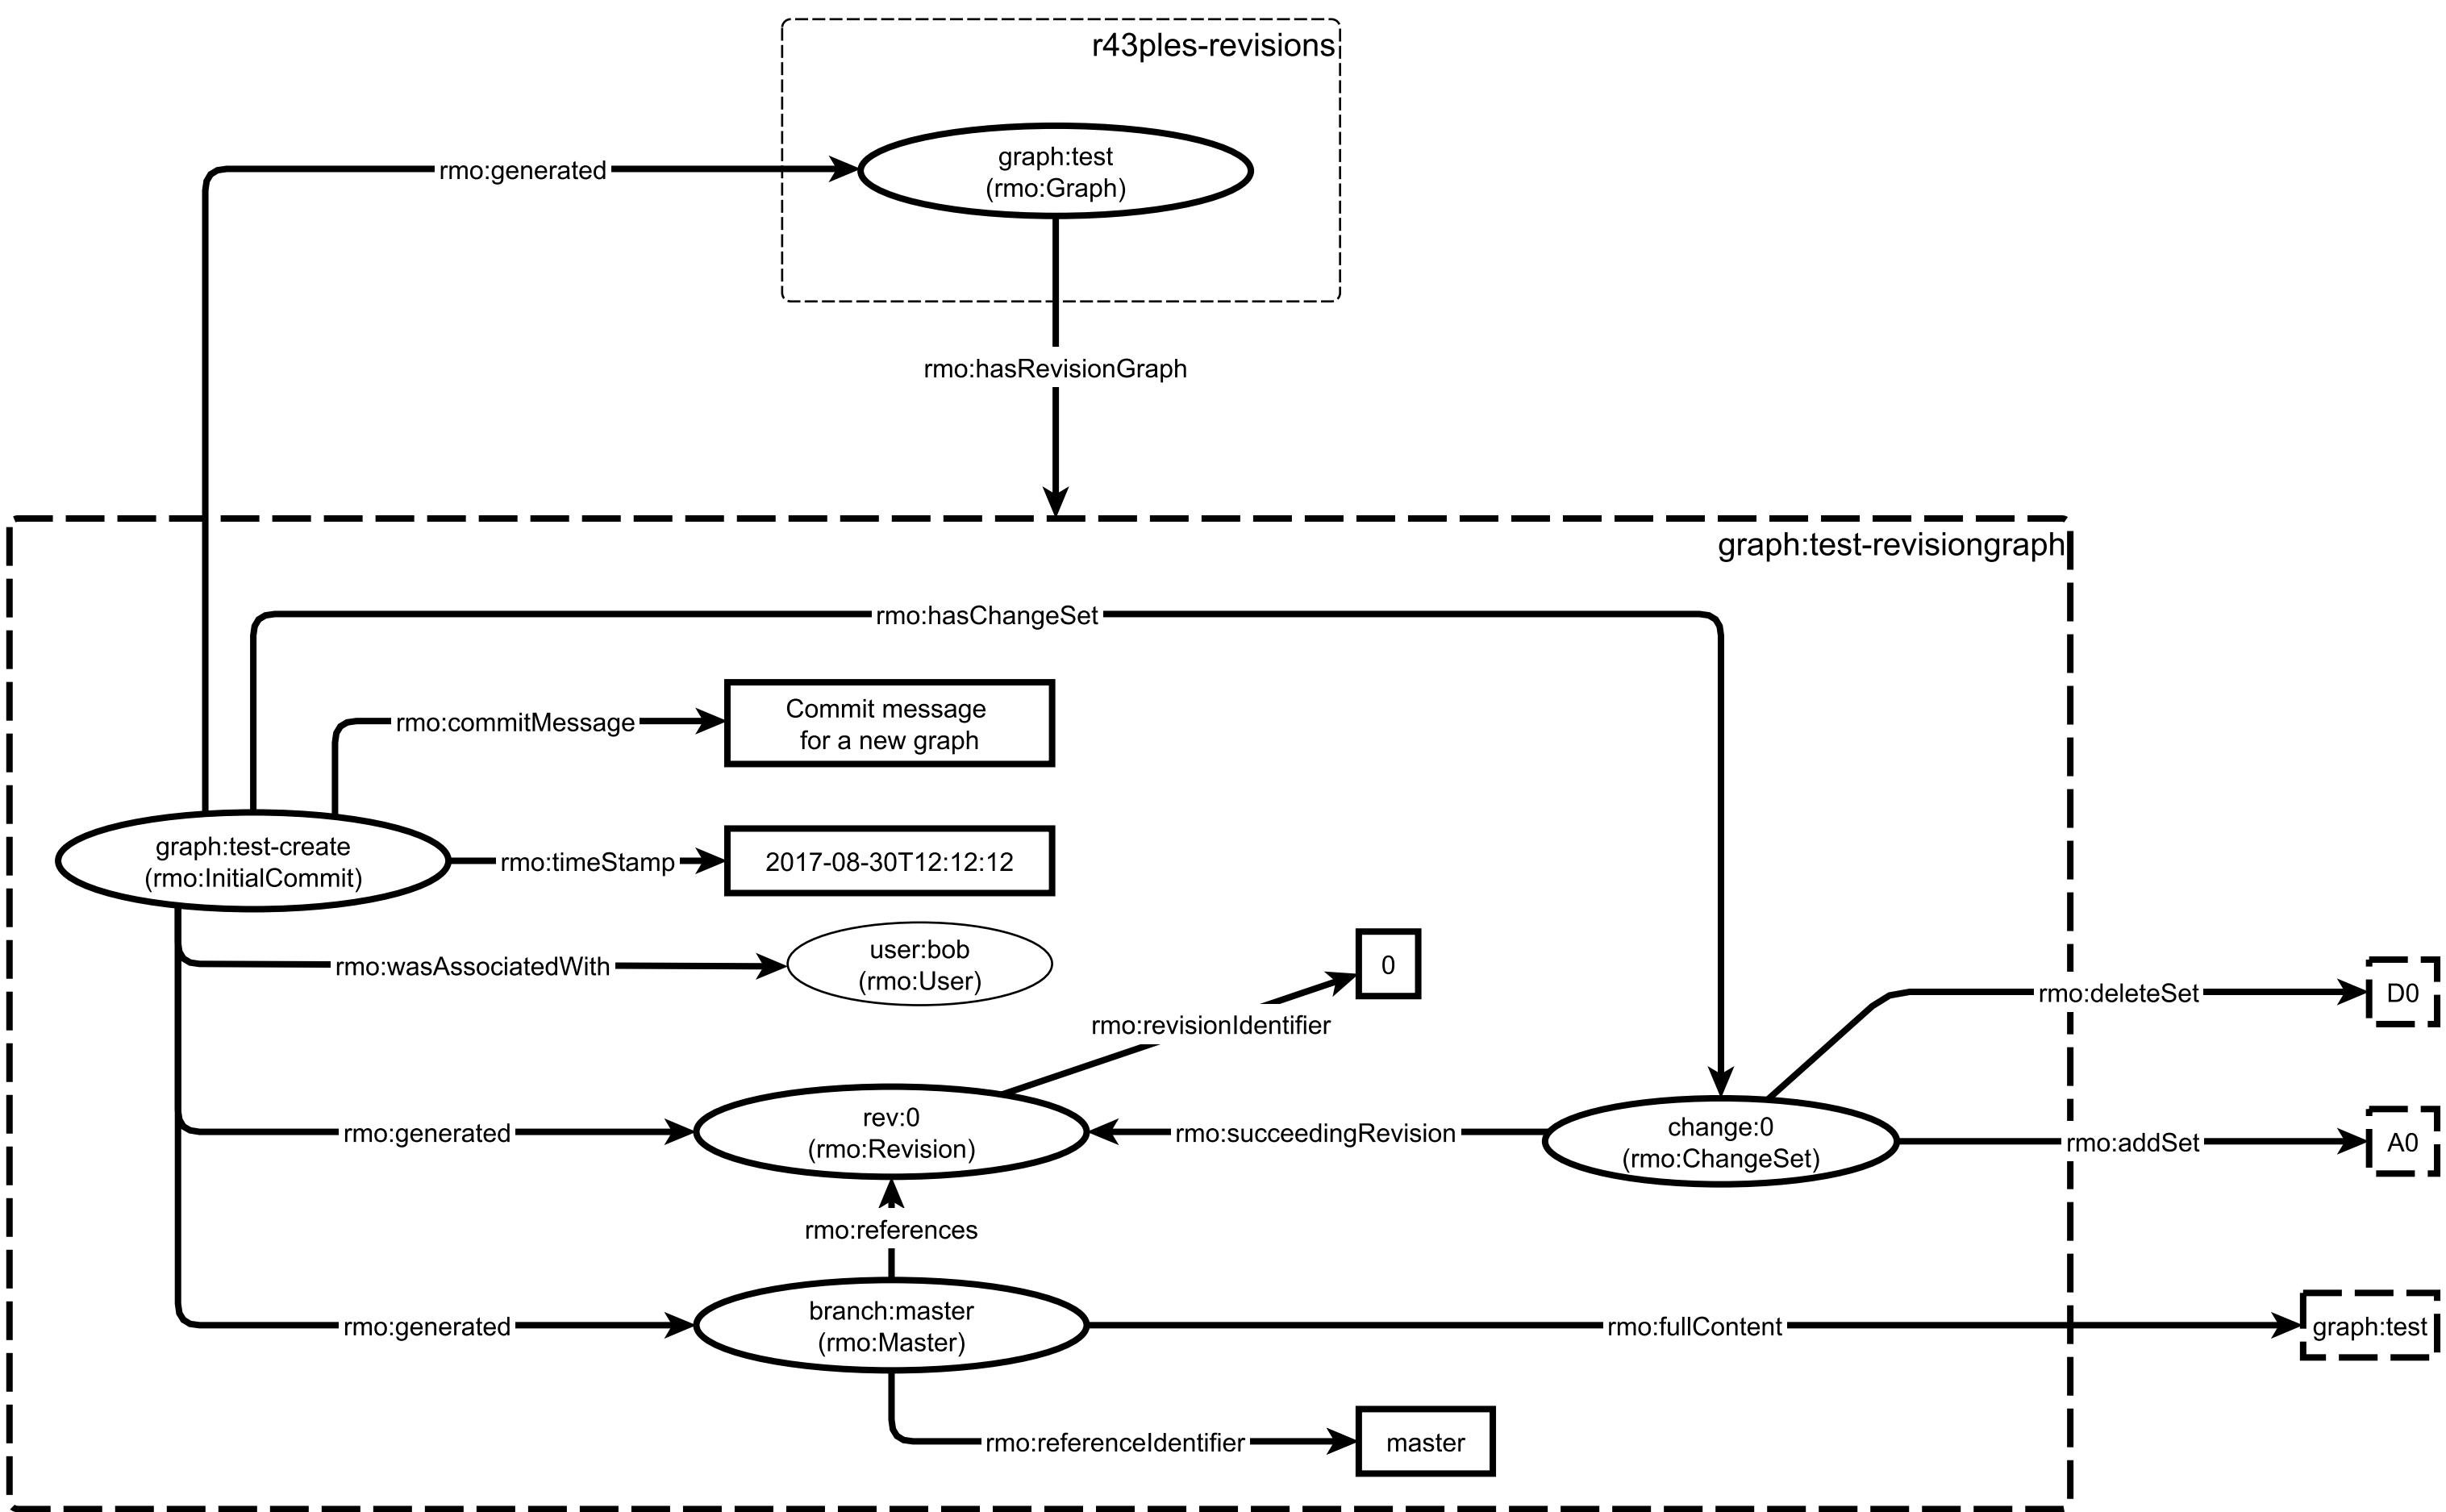 r43ples-revisions
graph:test
(rmo:Graph)
rmo:generated
rmo:hasRevisionGraph
graph:test-revisiongraph
rmo:hasChangeSet
rmo:commitMessage
Commit message
for a new graph
graph:test-create
(rmo:InitialCommit)
rmo:timeStamp
2017-08-30T12:12:12
rmo:wasAssociatedWith
user:bob
(rmo:User)
0
rmo:revisionIdentifier
rmo:deleteSet
D0
rmo:generated
rev:0
(rmo:Revision)
rmo:succeedingRevision
change:0
(rmo:ChangeSet)
rmo:addSet
A0
rmo:references
rmo:generated
branch:master
(rmo:Master)
rmo:fullContent
graph:test
rmo:referenceIdentifier
master